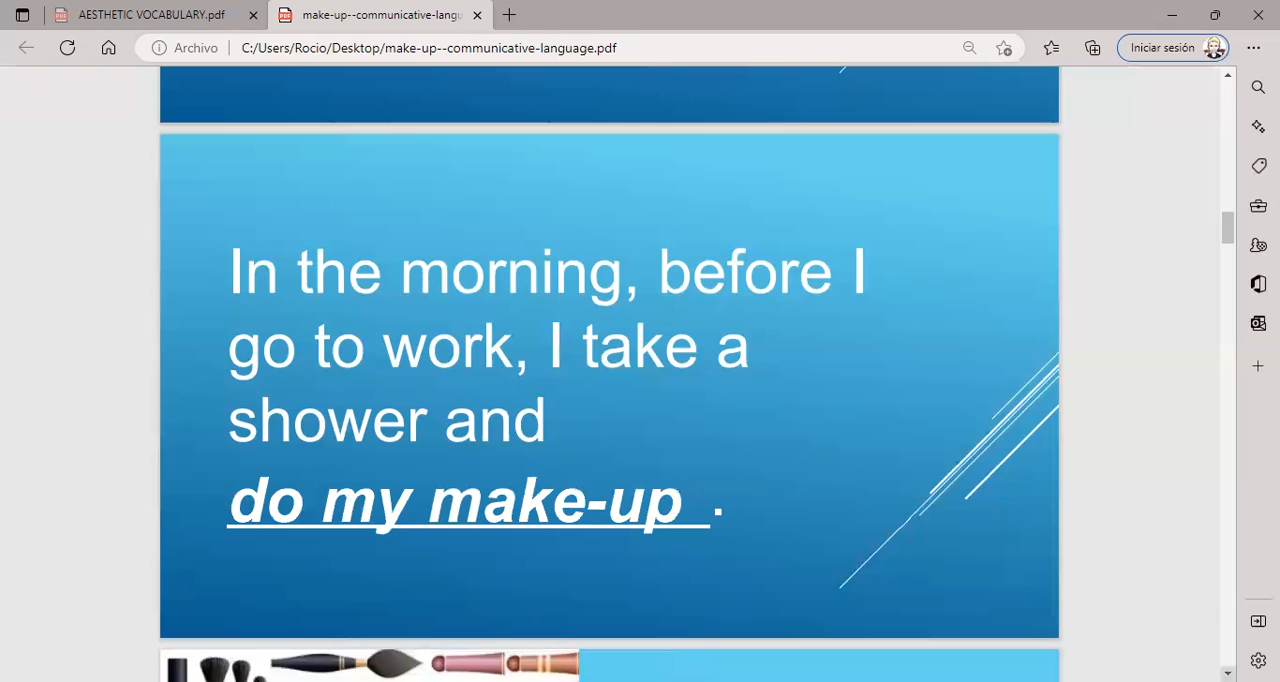 AESTHETIC VOCABULARY.pdf
make-up--communicative-langu
Archivo
C:/Users/Rocio/Desktop/make-up--communicative-language.pdf
Iniciar sesión
In the morning, before I
go to work, I take a
shower and
do my make-up .